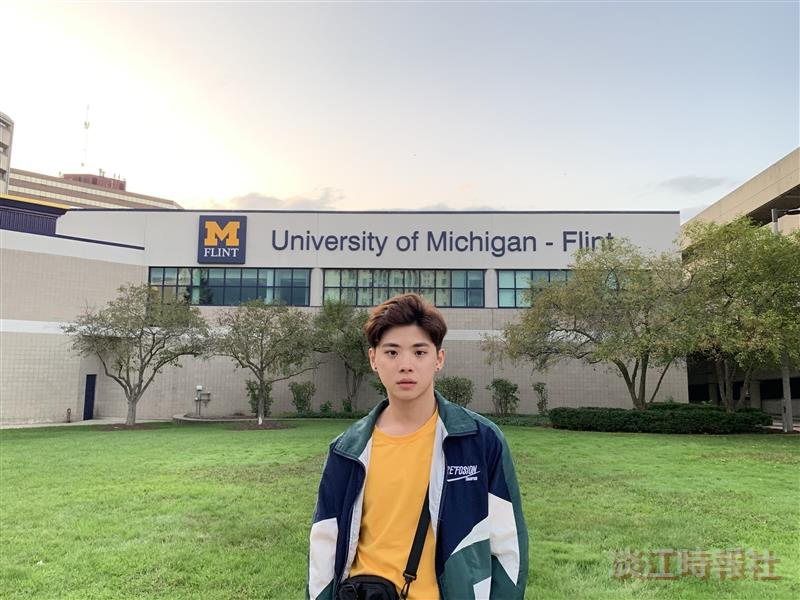 M
FLINT
University of Michigan - Flint
淡江時報社